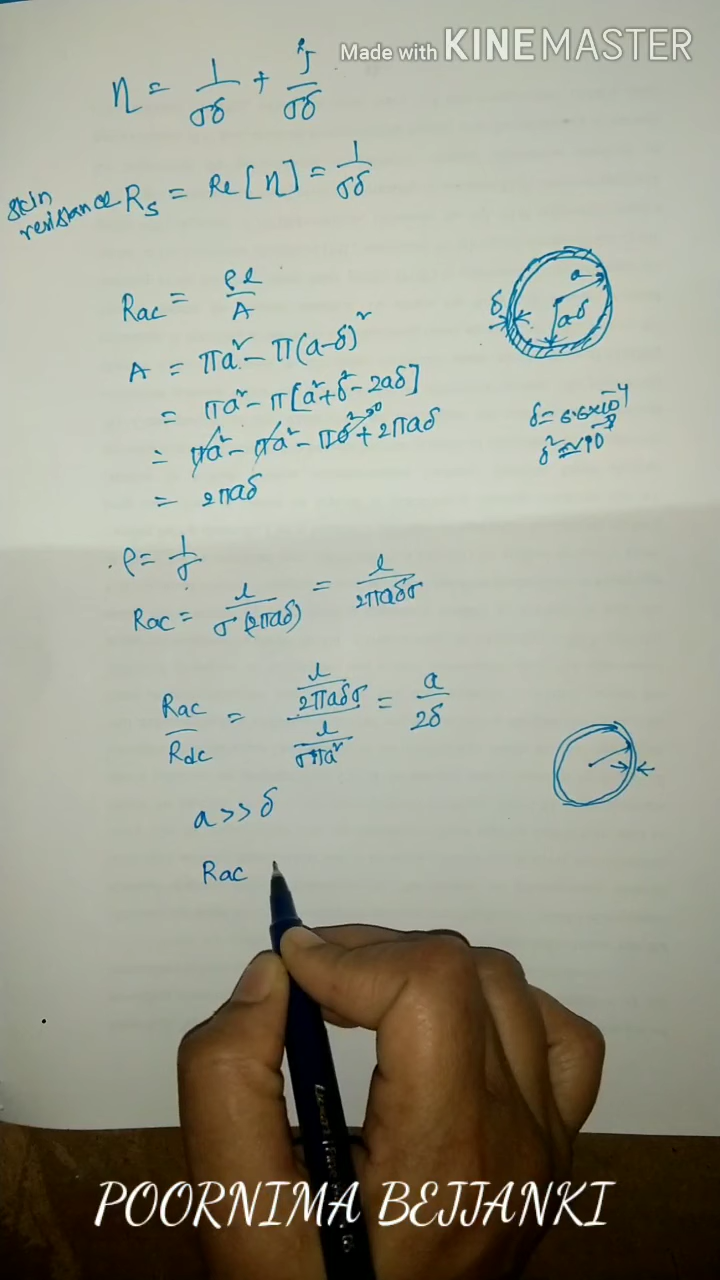 Made with KINEMASTER
η = 1/σδ + j/σδ
skin resistance Rs = Re[η] = 1/σδ
Rac = ρl/A
a
δ
a
δ
A = πa² − π(a−δ)²
= πa² − π[a²+δ²−2aδ]
δ = 6.6×10⁻⁴
= πa² − πa² − πδ² + 2πaδ
= 2πaδ
ρ = 1/σ
Rac = l/σ(2πaδ) = l/2πaδσ
Rac/Rdc = (l/2πaδσ)/(l/σπa²) = a/2δ
a >> δ
Rac
POORNIMA BEJJANKI